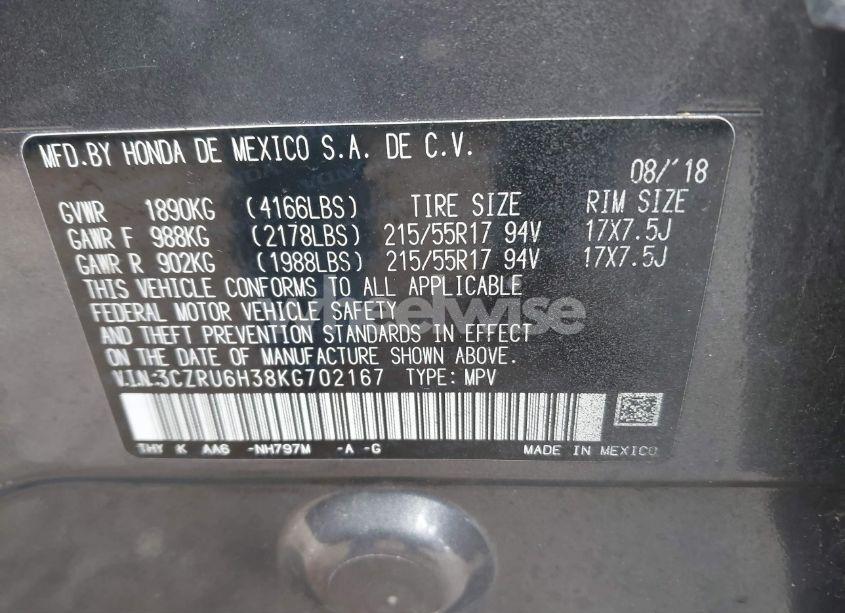 MFD.BY HONDA DE MEXICO S.A. DE C.V.
08/'18
GVWR 1890KG (4166LBS) TIRE SIZE RIM SIZE
GAWR F 988KG (2178LBS) 215/55R17 94V 17X7.5J
GAWR R 902KG (1988LBS) 215/55R17 94V 17X7.5J
THIS VEHICLE CONFORMS TO ALL APPLICABLE
FEDERAL MOTOR VEHICLE SAFETY
AND THEFT PREVENTION STANDARDS IN EFFECT
ON THE DATE OF MANUFACTURE SHOWN ABOVE.
V.I.N:3CZRU6H38KG702167 TYPE: MPV
THY K AA6 -NH797M -A -G MADE IN MEXICO